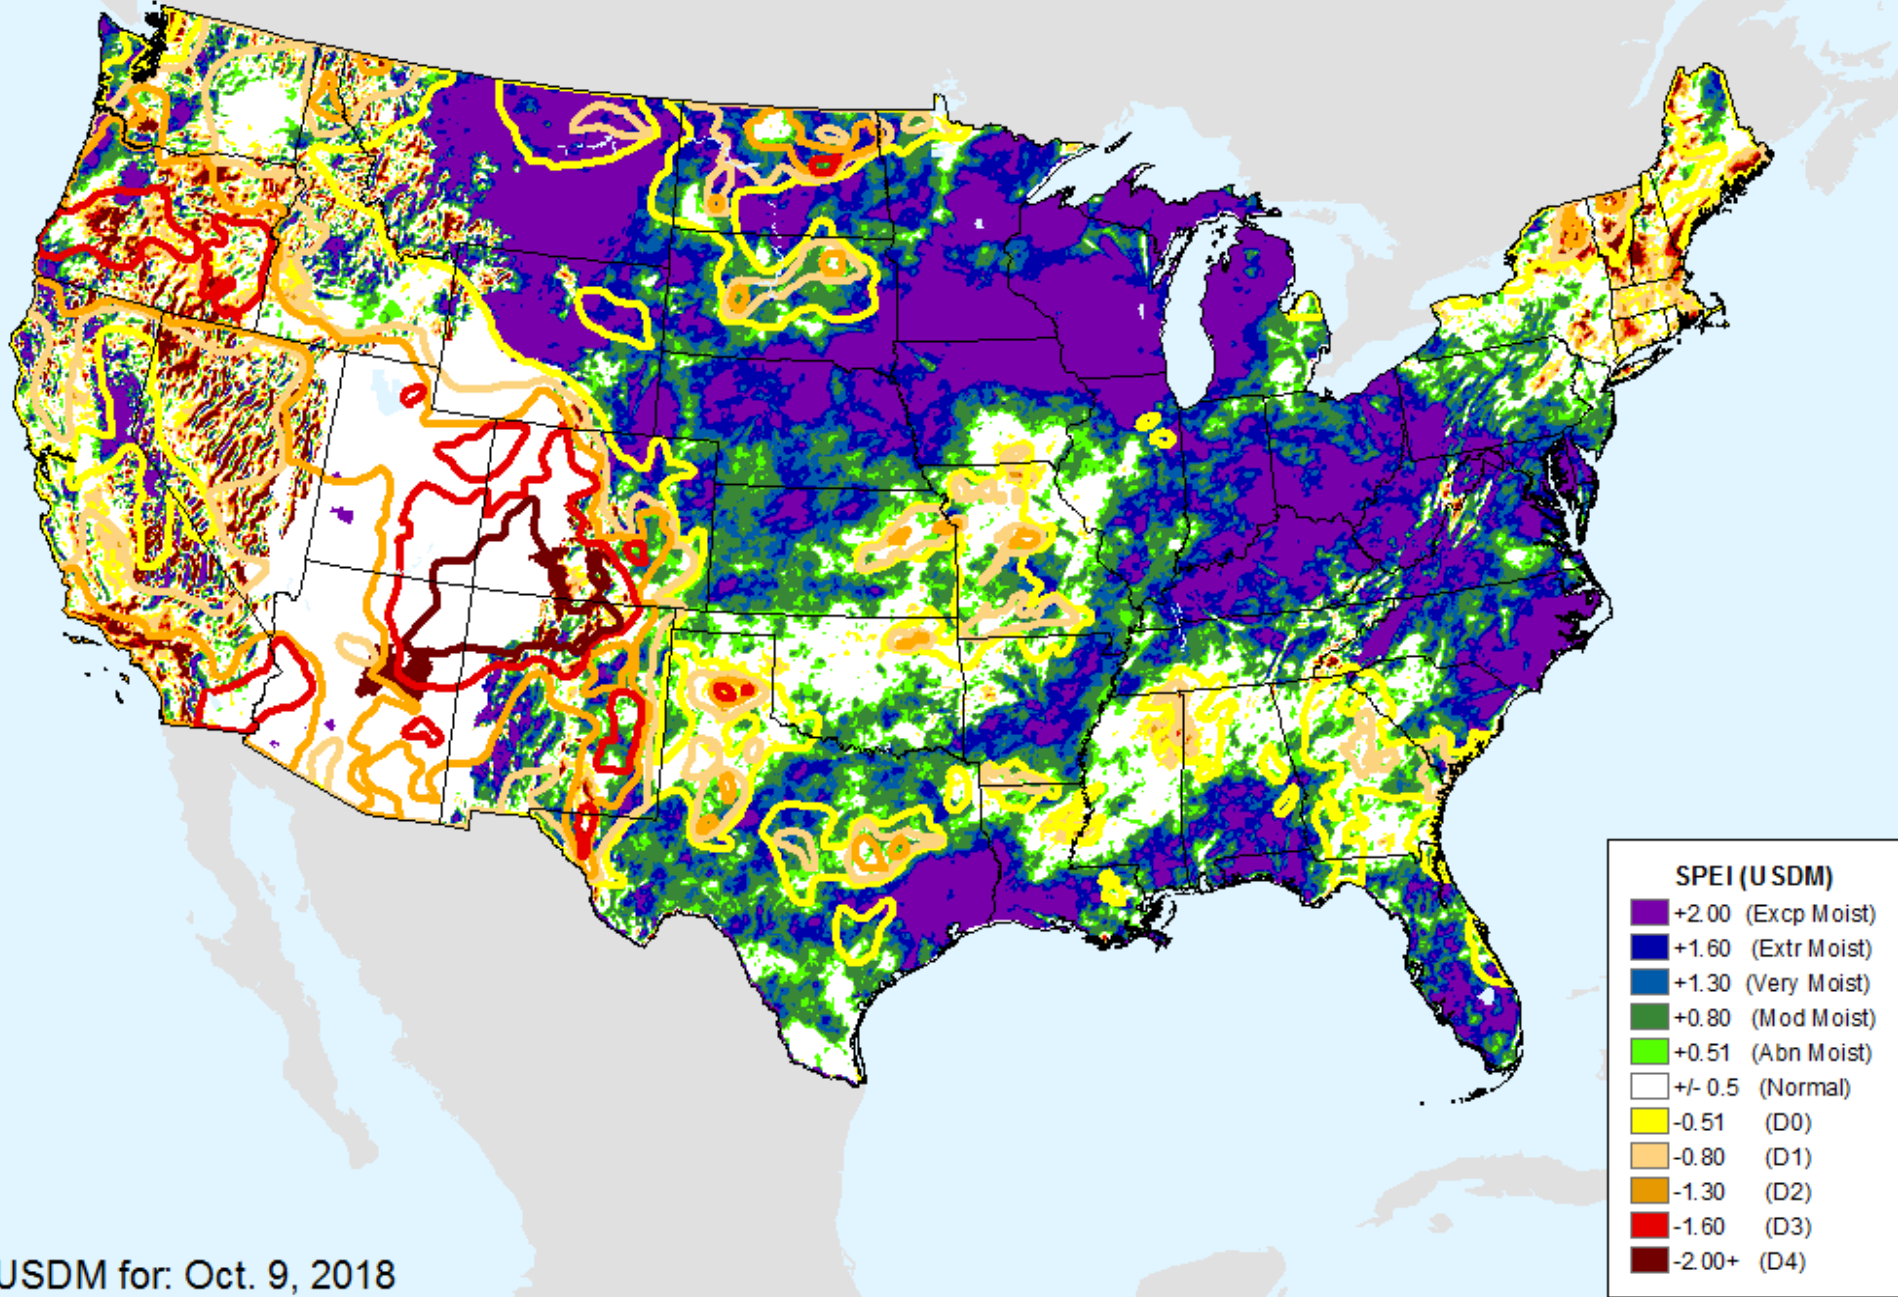 SPEI (USDM)
+2.00 (Excp Moist)
+1.60 (Extr Moist)
+1.30 (Very Moist)
+0.80 (Mod Moist)
+0.51 (Abn Moist)
+/- 0.5 (Normal)
-0.51 (D0)
-0.80 (D1)
-1.30 (D2)
-1.60 (D3)
-2.00+ (D4)
USDM for: Oct. 9, 2018